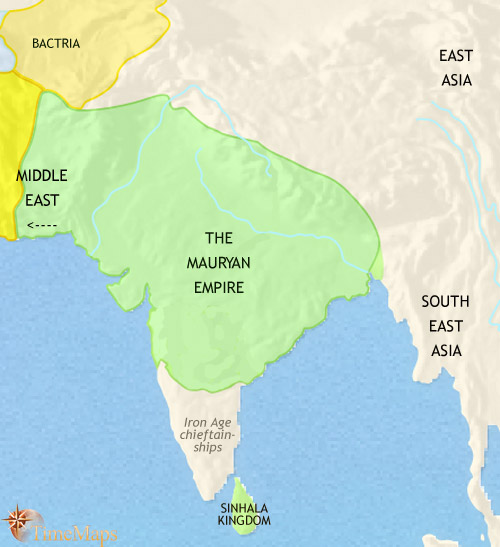 BACTRIA
EAST
ASIA
MIDDLE
EAST
<----
THE
MAURYAN
EMPIRE
SOUTH
EAST
ASIA
Iron Age
chieftain-
ships
SINHALA
KINGDOM
TimeMaps